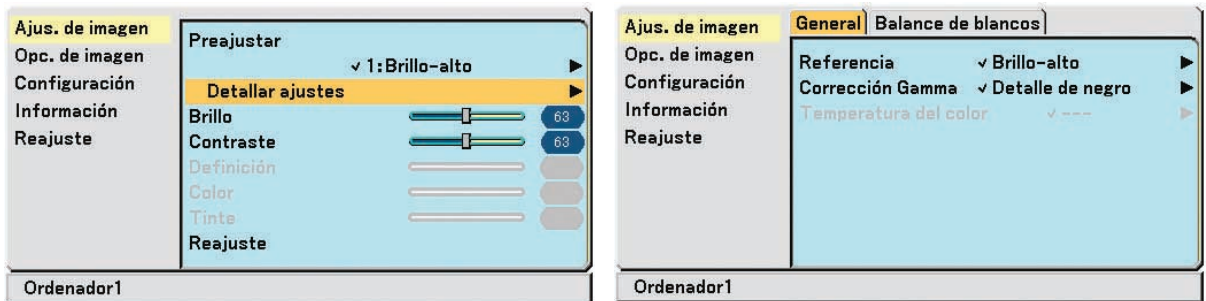 Ajus. de imagen
Opc. de imagen
Configuración
Información
Reajuste
Preajustar
✓ 1:Brillo-alto ▶
Detallar ajustes ▶
Brillo 63
Contraste 63
Definición
Color
Tinte
Reajuste
Ordenador1
Ajus. de imagen
Opc. de imagen
Configuración
Información
Reajuste
General Balance de blancos
Referencia ✓ Brillo-alto ▶
Corrección Gamma ✓ Detalle de negro ▶
Temperatura del color ✓ --- ▶
Ordenador1